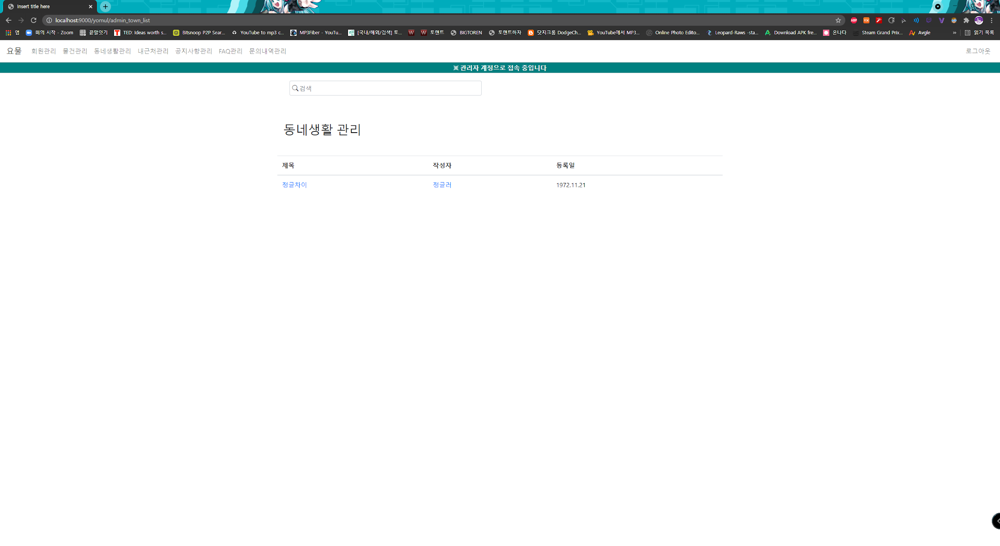 Insert title here
localhost:9000/yomul/admin_town_list
앱 회의 시작 - Zoom 끝말잇기 TED: Ideas worth s... Bitsnoop P2P Sear... YouTube to mp3 c... MP3Fiber - YouTu... [국내/해외/검색] 토... 토렌트 BIGTOREN 토렌트하자 닷지크롬 DodgeCh... YouTube에서 MP3... Online Photo Edito... Leopard-Raws -sta... Download APK fre... 온나다 Steam Grand Prix... Avgle » 읽기 목록
요물 회원관리 물건관리 동네생활관리 내근처관리 공지사항관리 FAQ관리 문의내역관리 로그아웃
※ 관리자 계정으로 접속 중입니다
검색
동네생활 관리
제목 작성자 등록일
정글차이 정글러 1972.11.21